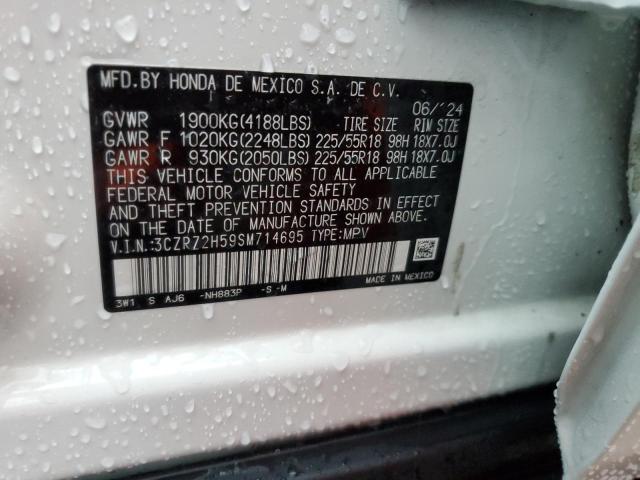 MFD.BY HONDA DE MEXICO S.A. DE C.V.
06/'24
GVWR 1900KG(4188LBS) TIRE SIZE RIM SIZE
GAWR F 1020KG(2248LBS) 225/55R18 98H 18X7.0J
GAWR R 930KG(2050LBS) 225/55R18 98H 18X7.0J
THIS VEHICLE CONFORMS TO ALL APPLICABLE
FEDERAL MOTOR VEHICLE SAFETY
AND THEFT PREVENTION STANDARDS IN EFFECT
ON THE DATE OF MANUFACTURE SHOWN ABOVE.
V.I.N.:3CZRZ2H59SM714695 TYPE:MPV
3W1 S AJ6 -NH883P -S-M
MADE IN MEXICO